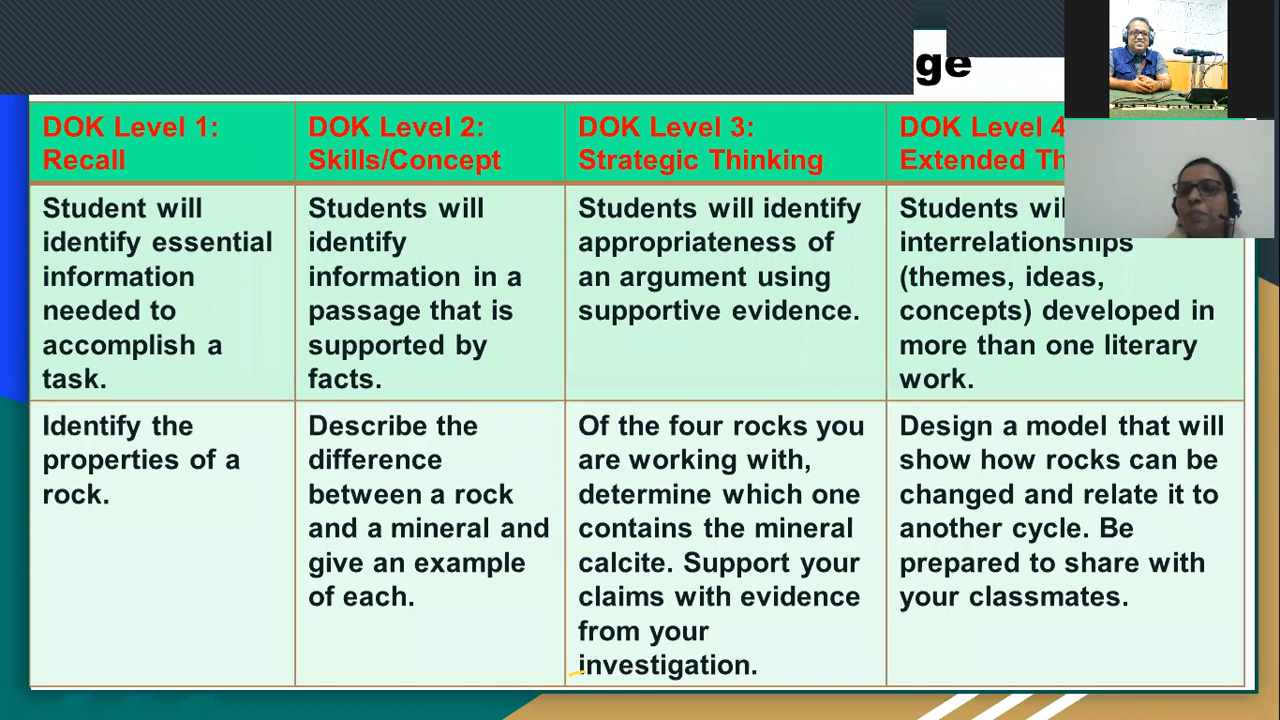 ge
DOK Level 1:
Recall
DOK Level 2:
Skills/Concept
DOK Level 3:
Strategic Thinking
DOK Level 4
Extended Th
Student will
identify essential
information
needed to
accomplish a
task.
Students will
identify
information in a
passage that is
supported by
facts.
Students will identify
appropriateness of
an argument using
supportive evidence.
Students wil
interrelationships
(themes, ideas,
concepts) developed in
more than one literary
work.
Identify the
properties of a
rock.
Describe the
difference
between a rock
and a mineral and
give an example
of each.
Of the four rocks you
are working with,
determine which one
contains the mineral
calcite. Support your
claims with evidence
from your
investigation.
Design a model that will
show how rocks can be
changed and relate it to
another cycle. Be
prepared to share with
your classmates.